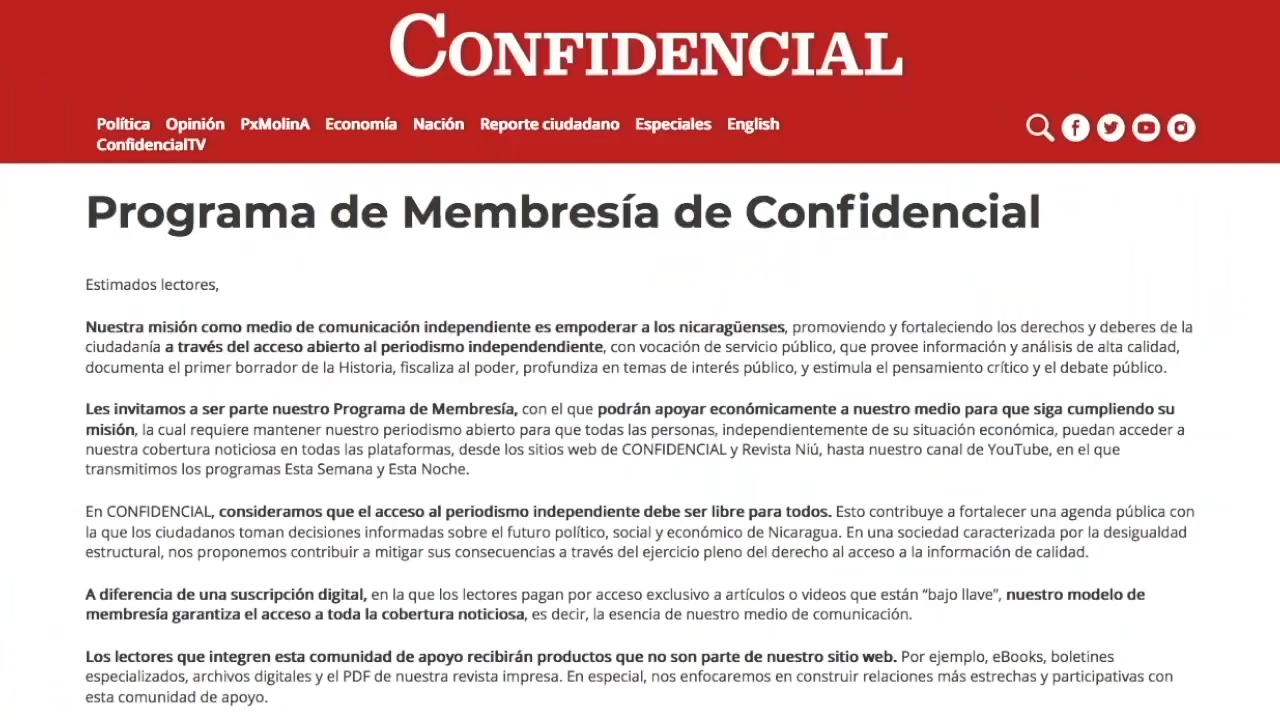 CONFIDENCIAL
Política Opinión PxMolinA Economía Nación Reporte ciudadano Especiales English
ConfidencialTV
Programa de Membresía de Confidencial
Estimados lectores,
Nuestra misión como medio de comunicación independiente es empoderar a los nicaragüenses, promoviendo y fortaleciendo los derechos y deberes de la
ciudadanía a través del acceso abierto al periodismo independendiente, con vocación de servicio público, que provee información y análisis de alta calidad,
documenta el primer borrador de la Historia, fiscaliza al poder, profundiza en temas de interés público, y estimula el pensamiento crítico y el debate público.
Les invitamos a ser parte nuestro Programa de Membresía, con el que podrán apoyar económicamente a nuestro medio para que siga cumpliendo su
misión, la cual requiere mantener nuestro periodismo abierto para que todas las personas, independientemente de su situación económica, puedan acceder a
nuestra cobertura noticiosa en todas las plataformas, desde los sitios web de CONFIDENCIAL y Revista Niú, hasta nuestro canal de YouTube, en el que
transmitimos los programas Esta Semana y Esta Noche.
En CONFIDENCIAL, consideramos que el acceso al periodismo independiente debe ser libre para todos. Esto contribuye a fortalecer una agenda pública con
la que los ciudadanos toman decisiones informadas sobre el futuro político, social y económico de Nicaragua. En una sociedad caracterizada por la desigualdad
estructural, nos proponemos contribuir a mitigar sus consecuencias a través del ejercicio pleno del derecho al acceso a la información de calidad.
A diferencia de una suscripción digital, en la que los lectores pagan por acceso exclusivo a artículos o videos que están “bajo llave”, nuestro modelo de
membresía garantiza el acceso a toda la cobertura noticiosa, es decir, la esencia de nuestro medio de comunicación.
Los lectores que integren esta comunidad de apoyo recibirán productos que no son parte de nuestro sitio web. Por ejemplo, eBooks, boletines
especializados, archivos digitales y el PDF de nuestra revista impresa. En especial, nos enfocaremos en construir relaciones más estrechas y participativas con
esta comunidad de apoyo.